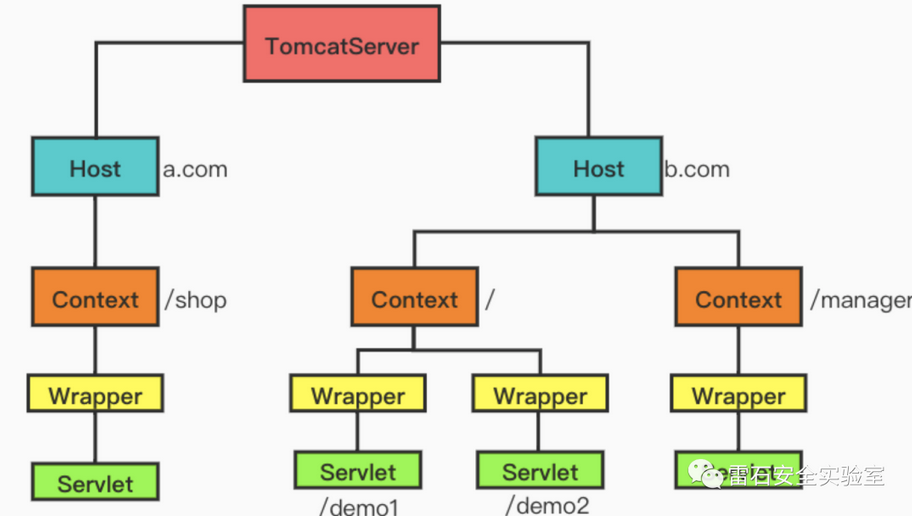 TomcatServer
Host a.com
Host b.com
Context /shop
Context /
Context /manager
Wrapper
Wrapper
Wrapper
Wrapper
Servlet
Servlet
Servlet
/demo1
/demo2
雷石安全实验室